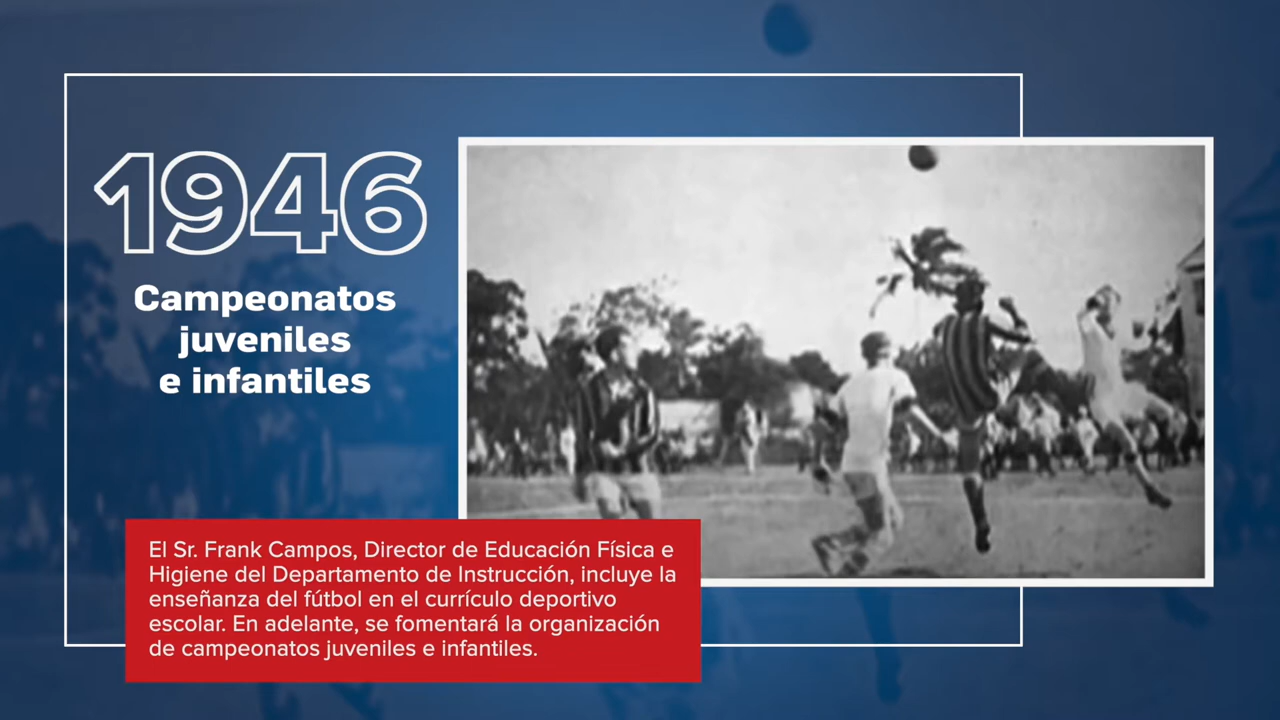 1946
Campeonatos
juveniles
e infantiles
El Sr. Frank Campos, Director de Educación Física e
Higiene del Departamento de Instrucción, incluye la
enseñanza del fútbol en el currículo deportivo
escolar. En adelante, se fomentará la organización
de campeonatos juveniles e infantiles.